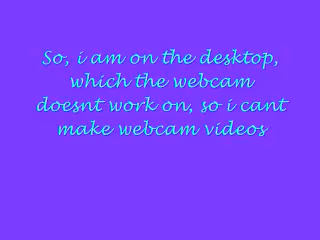 So, i am on the desktop,
which the webcam
doesnt work on, so i cant
make webcam videos